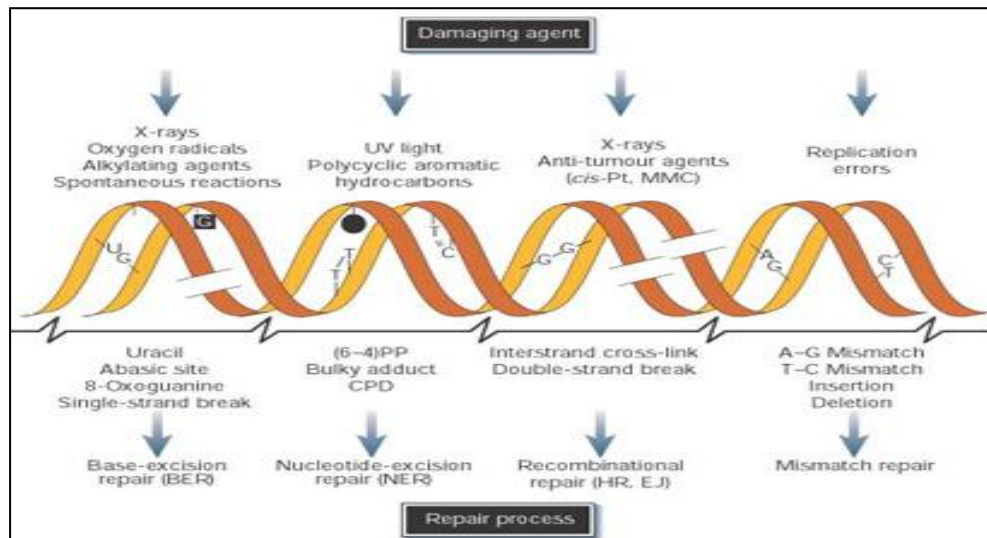 Damaging agent
X-rays
Oxygen radicals
Alkylating agents
Spontaneous reactions
UV light
Polycyclic aromatic
hydrocarbons
X-rays
Anti-tumour agents
(cis-Pt, MMC)
Replication
errors
U G
G
T T
T C
G G
A G
C T
Uracil
Abasic site
8-Oxoguanine
Single-strand break
(6–4)PP
Bulky adduct
CPD
Interstrand cross-link
Double-strand break
A–G Mismatch
T–C Mismatch
Insertion
Deletion
Base-excision
repair (BER)
Nucleotide-excision
repair (NER)
Recombinational
repair (HR, EJ)
Mismatch repair
Repair process